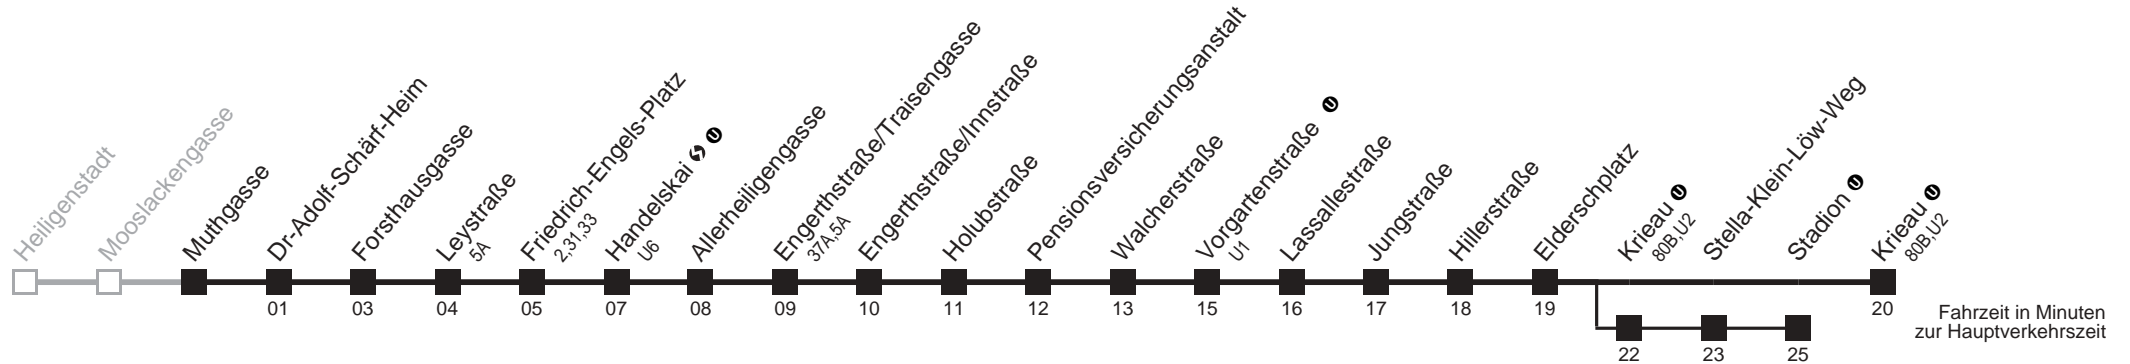 Heiligenstadt
Mooslackengasse
Muthgasse
Dr-Adolf-Schärf-Heim
Forsthausgasse
Leystraße
5A
Friedrich-Engels-Platz
2,31,33
Handelskai U
U6
Allerheiligengasse
Engerthstraße/Traisengasse
37A,5A
Engerthstraße/Innstraße
Holubstraße
Pensionsversicherungsanstalt
Walcherstraße
Vorgartenstraße U
U1
Lassallestraße
Jungstraße
Hillerstraße
Elderschplatz
Krieau U
80B,U2
Stella-Klein-Löw-Weg
Stadion U
Krieau U
80B,U2
01 03 04 05 07 08 09 10 11 12 13 15 16 17 18 19 20
22 23 25
Fahrzeit in Minuten
zur Hauptverkehrszeit